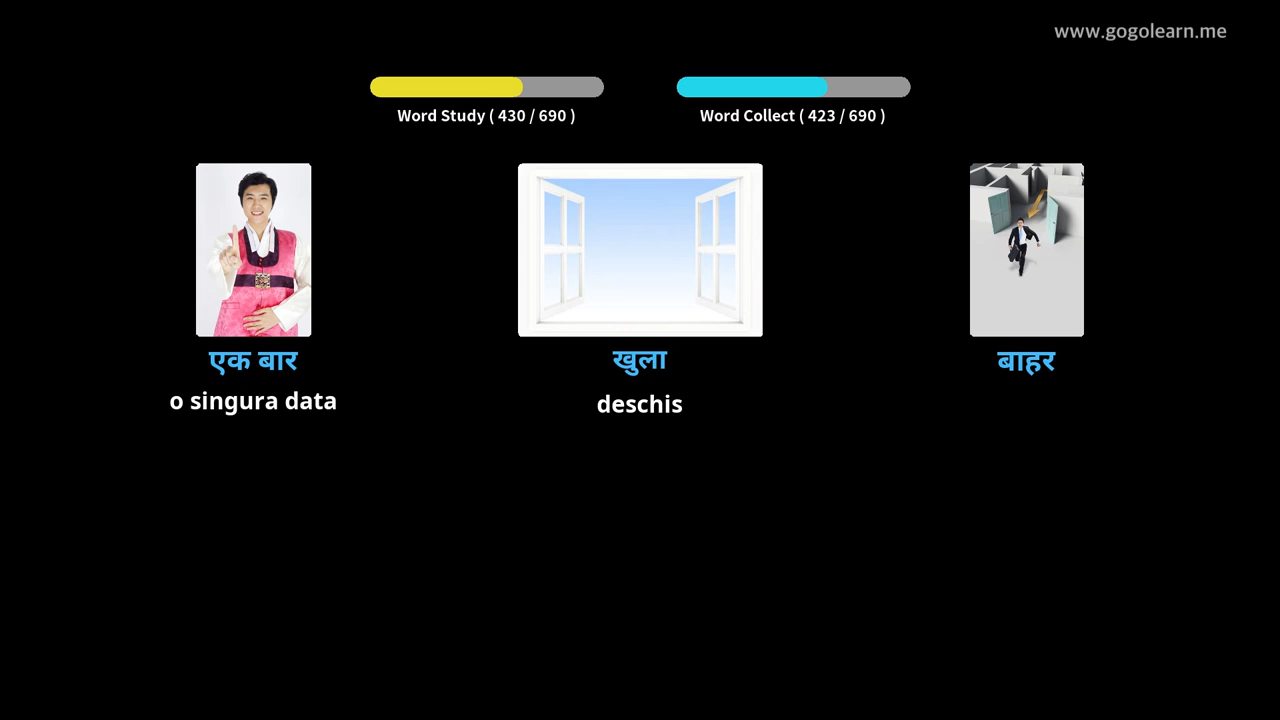 www.gogolearn.me
Word Study ( 430 / 690 )
Word Collect ( 423 / 690 )
एक बार
खुला
बाहर
o singura data
deschis